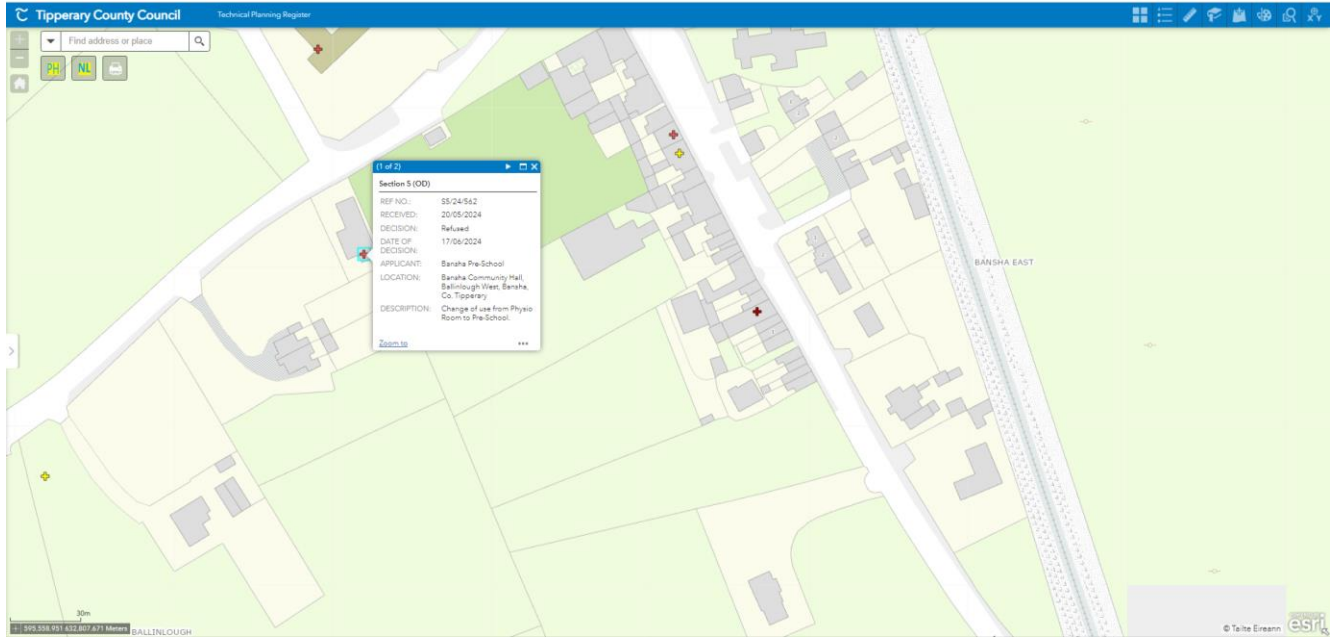 Tipperary County Council
Technical Planning Register
Find address or place
PH
NL
(1 of 2)
Section 5 (OD)
REF NO.: S5/24/562
RECEIVED: 20/05/2024
DECISION: Refused
DATE OF DECISION: 17/06/2024
APPLICANT: Bansha Pre-School
LOCATION: Bansha Community Hall,
Ballinlough West, Bansha,
Co. Tipperary
DESCRIPTION: Change of use from Physio
Room to Pre-School.
Zoom to
BANSHA EAST
30m
595,558.951 632,807.671 Meters
BALLINLOUGH
© Tailte Eireann
esri